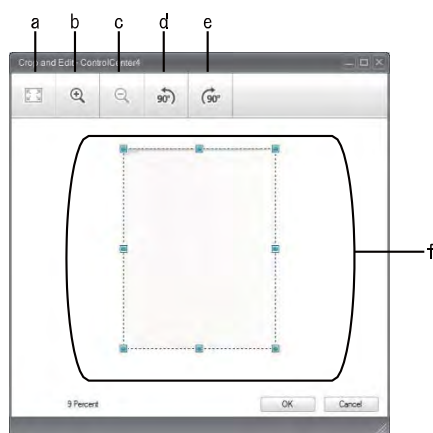 a b c d e
Crop and Edit - ControlCenter4
90° 90°
f
9 Percent OK Cancel